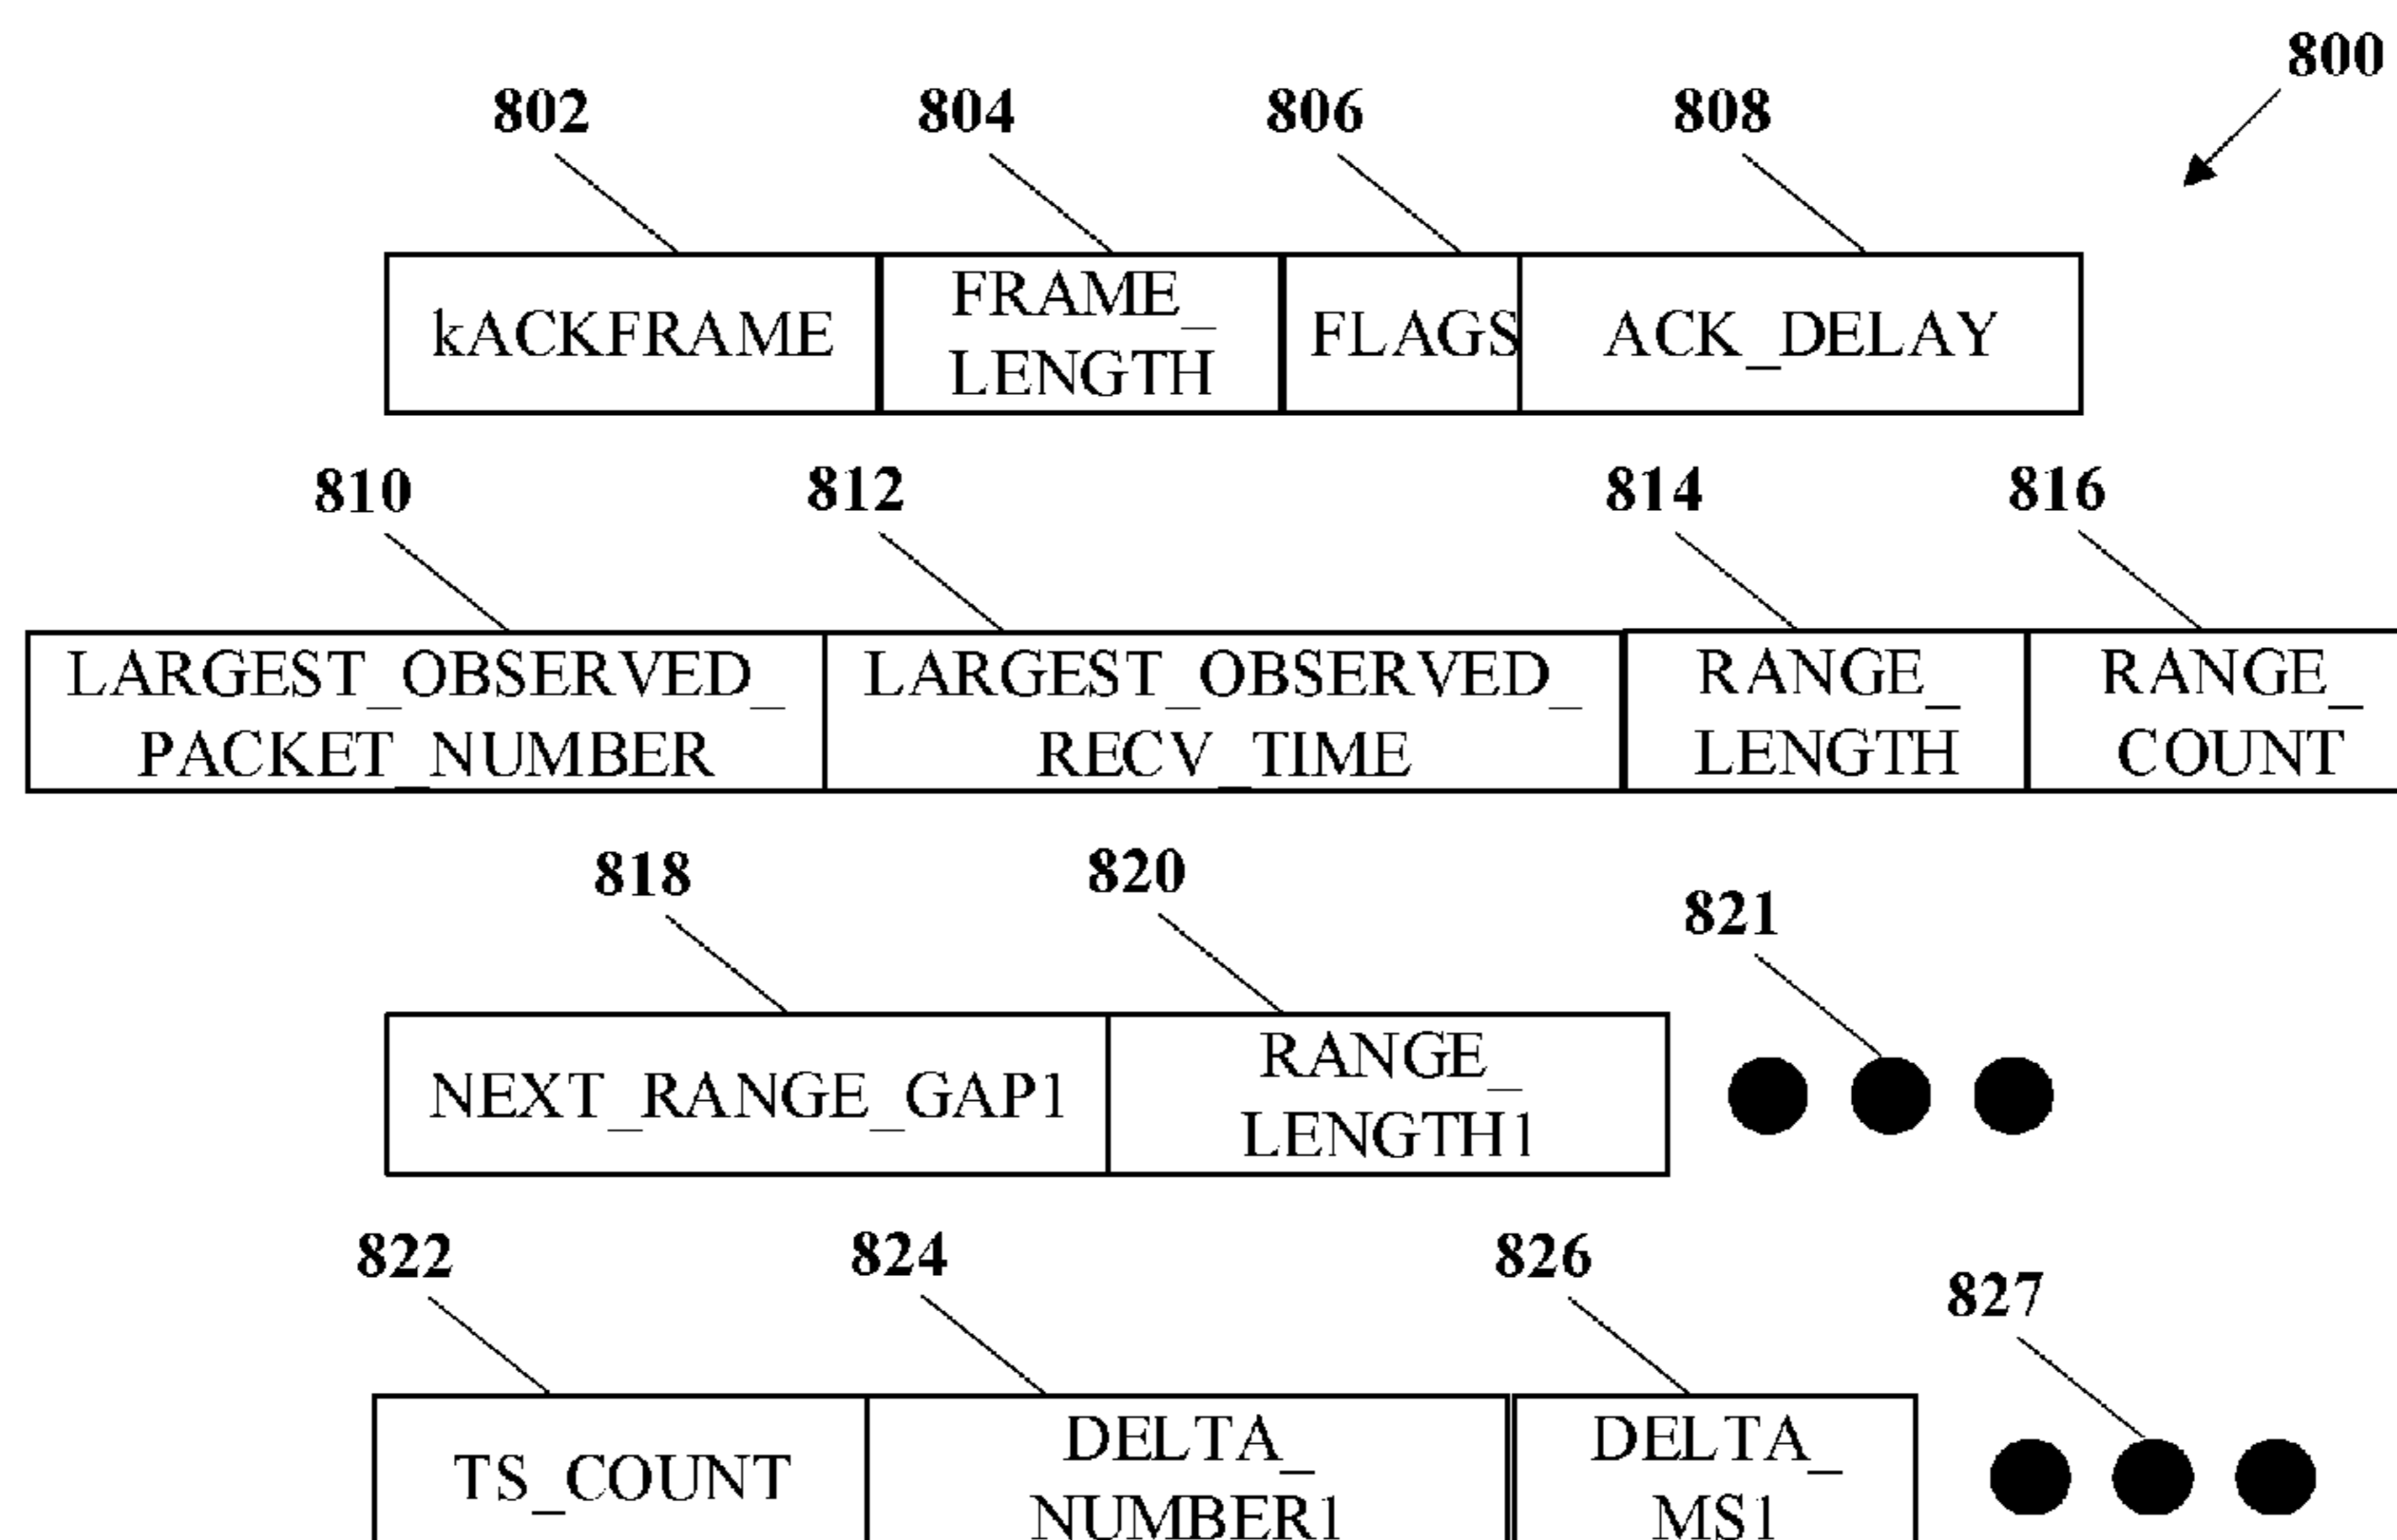 800
802 804 806 808
kACKFRAME FRAME_ LENGTH FLAGS ACK_DELAY
810 812 814 816
LARGEST_OBSERVED_ LARGEST_OBSERVED_ RANGE_ RANGE_
PACKET_NUMBER RECV_TIME LENGTH COUNT
818 820 821
NEXT_RANGE_GAP1 RANGE_ LENGTH1
822 824 826 827
TS_COUNT DELTA_ NUMBER1 DELTA_ MS1